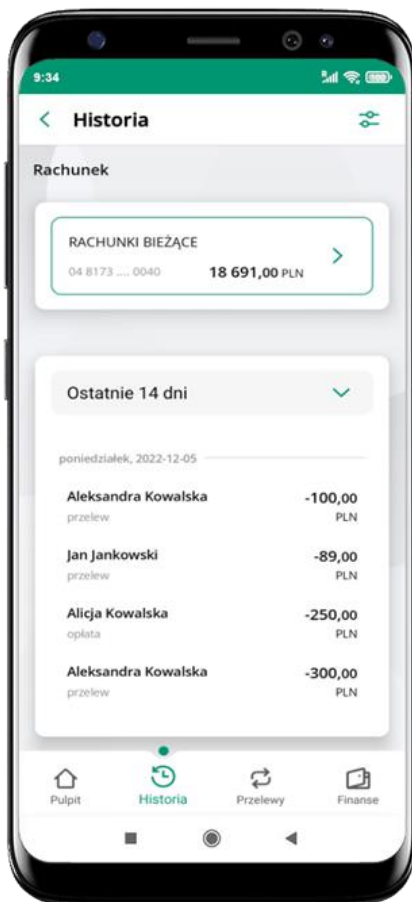 9:34
Historia
Rachunek
RACHUNKI BIEŻĄCE
04 8173 .... 0040 18 691,00 PLN
Ostatnie 14 dni
poniedziałek, 2022-12-05
Aleksandra Kowalska -100,00
przelew PLN
Jan Jankowski -89,00
przelew PLN
Alicja Kowalska -250,00
opłata PLN
Aleksandra Kowalska -300,00
przelew PLN
Pulpit Historia Przelewy Finanse